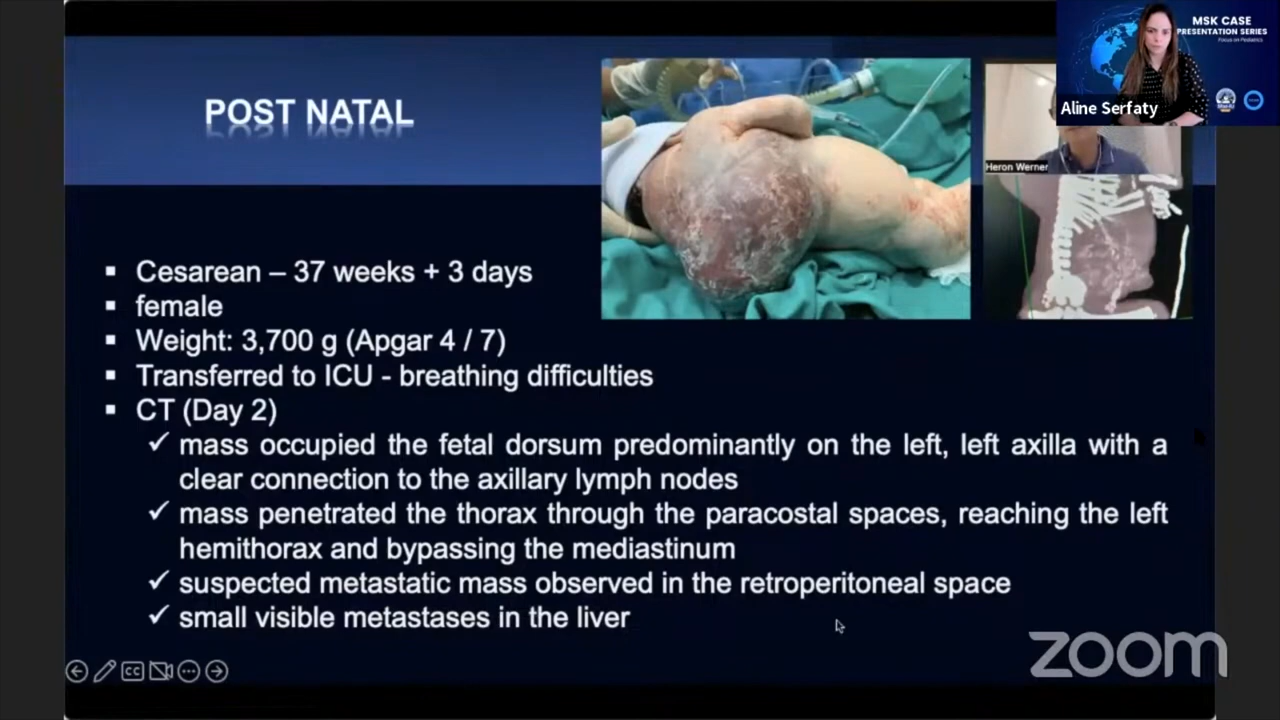 MSK CASE
PRESENTATION SERIES
Focus on Pediatrics
Aline Serfaty
POST NATAL
Heron Werner
▪ Cesarean – 37 weeks + 3 days
▪ female
▪ Weight: 3,700 g (Apgar 4 / 7)
▪ Transferred to ICU - breathing difficulties
▪ CT (Day 2)
✓ mass occupied the fetal dorsum predominantly on the left, left axilla with a
clear connection to the axillary lymph nodes
✓ mass penetrated the thorax through the paracostal spaces, reaching the left
hemithorax and bypassing the mediastinum
✓ suspected metastatic mass observed in the retroperitoneal space
✓ small visible metastases in the liver
CC
zoom